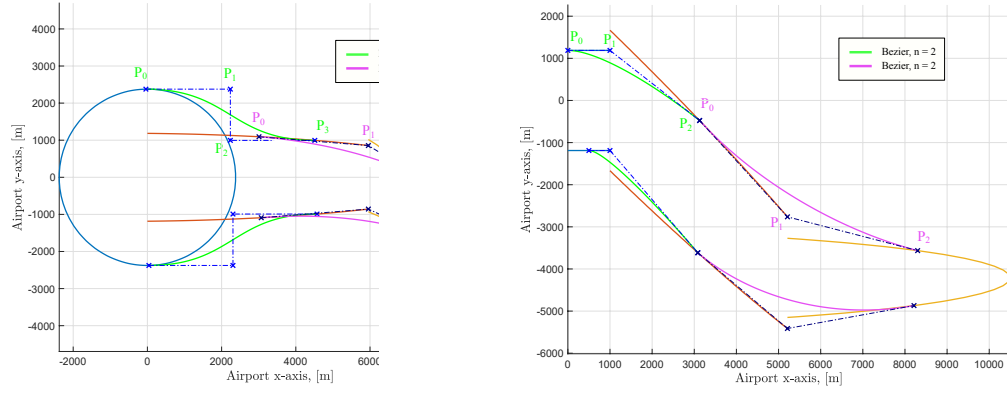 4000
3000
2000
1000
0
-1000
-2000
-3000
-4000
-2000
0
2000
4000
6000
Airport x-axis, [m]
Airport y-axis, [m]
P0
P1
P2
P3
P0
P1
2000
1000
0
-1000
-2000
-3000
-4000
-5000
-6000
0
1000
2000
3000
4000
5000
6000
7000
8000
9000
10000
Airport x-axis, [m]
Airport y-axis, [m]
P0
P1
P2
P0
P1
P2
Bezier, n = 2
Bezier, n = 2